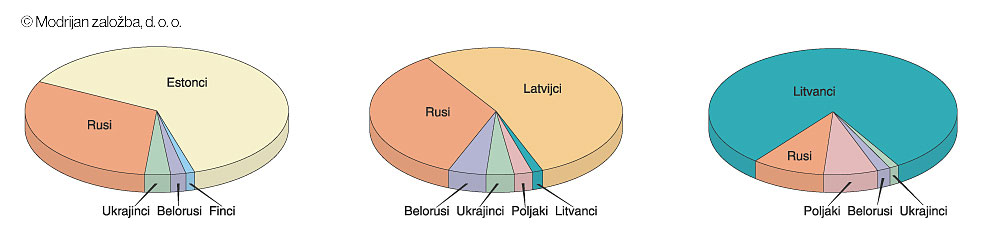 © Modrijan založba, d. o. o.
Estonci
Rusi
Ukrajinci
Belorusi
Finci
Latvijci
Rusi
Belorusi
Ukrajinci
Poljaki
Litvanci
Litvanci
Rusi
Poljaki
Belorusi
Ukrajinci